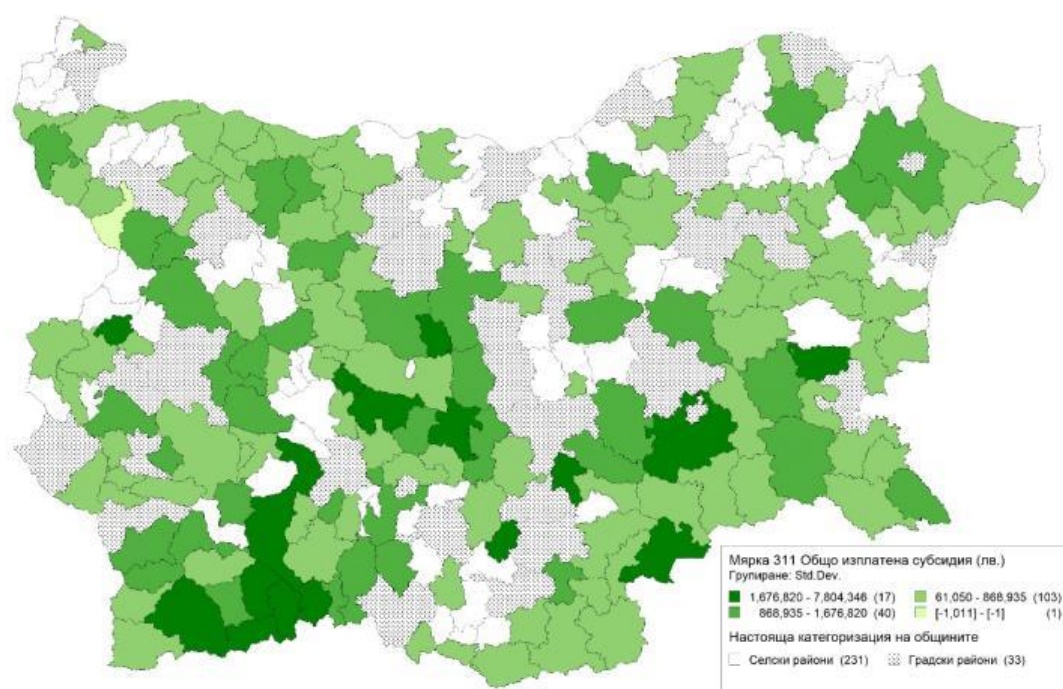 Мярка 311 Общо изплатена субсидия (лв.)
Групиране: Std.Dev.
1,676,820 - 7,804,346 (17) 61,050 - 868,935 (103)
868,935 - 1,676,820 (40) [-1,011] - [-1] (1)
Настояща категоризация на общините
Селски райони (231) Градски райони (33)